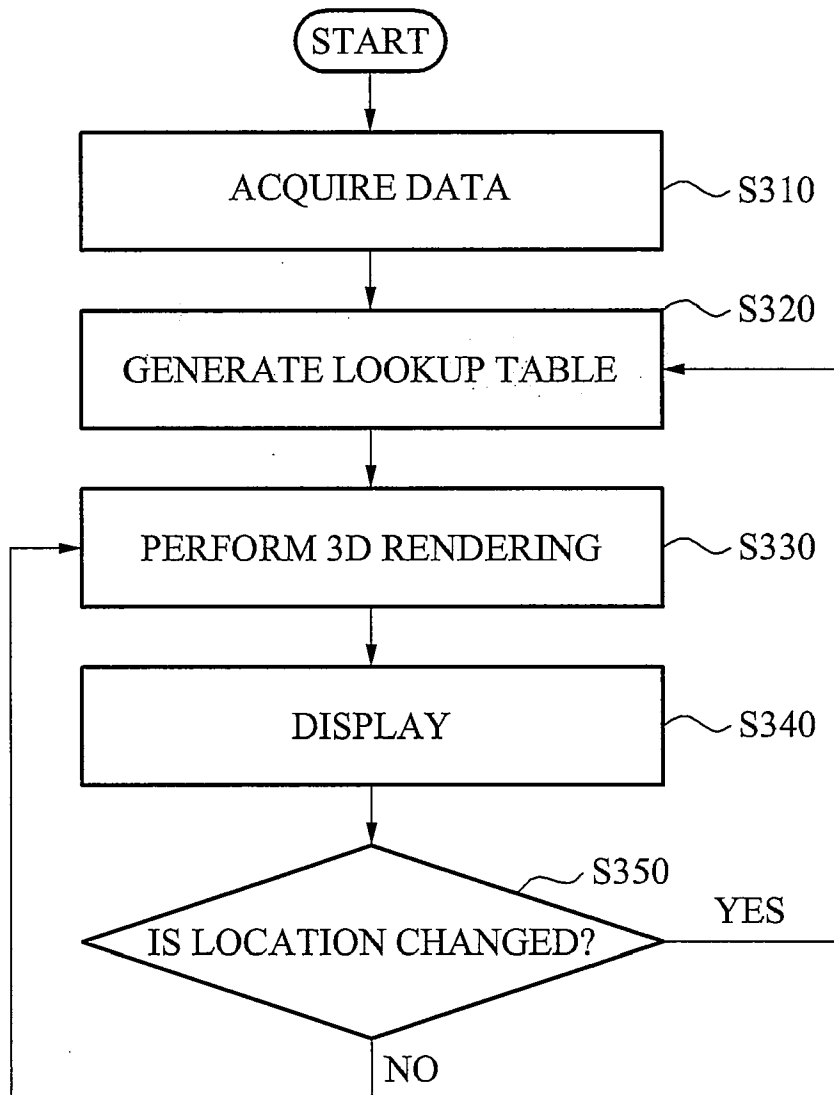 START
ACQUIRE DATA
S310
S320
GENERATE LOOKUP TABLE
PERFORM 3D RENDERING
S330
DISPLAY
S340
S350
YES
IS LOCATION CHANGED?
NO